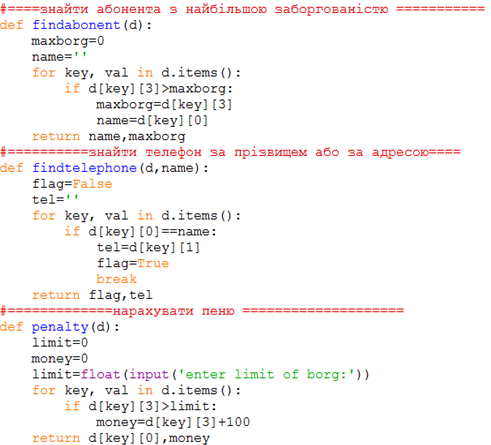 #====знайти абонента з найбільшою заборгованістю ===========
def findabonent(d):
    maxborg=0
    name=''
    for key, val in d.items():
        if d[key][3]>maxborg:
            maxborg=d[key][3]
            name=d[key][0]
    return name,maxborg
#==========знайти телефон за прізвищем або за адресою====
def findtelephone(d,name):
    flag=False
    tel=''
    for key, val in d.items():
        if d[key][0]==name:
            tel=d[key][1]
            flag=True
            break
    return flag,tel
#=============нарахувати пеню ====================
def penalty(d):
    limit=0
    money=0
    limit=float(input('enter limit of borg:'))
    for key, val in d.items():
        if d[key][3]>limit:
            money=d[key][3]+100
    return d[key][0],money